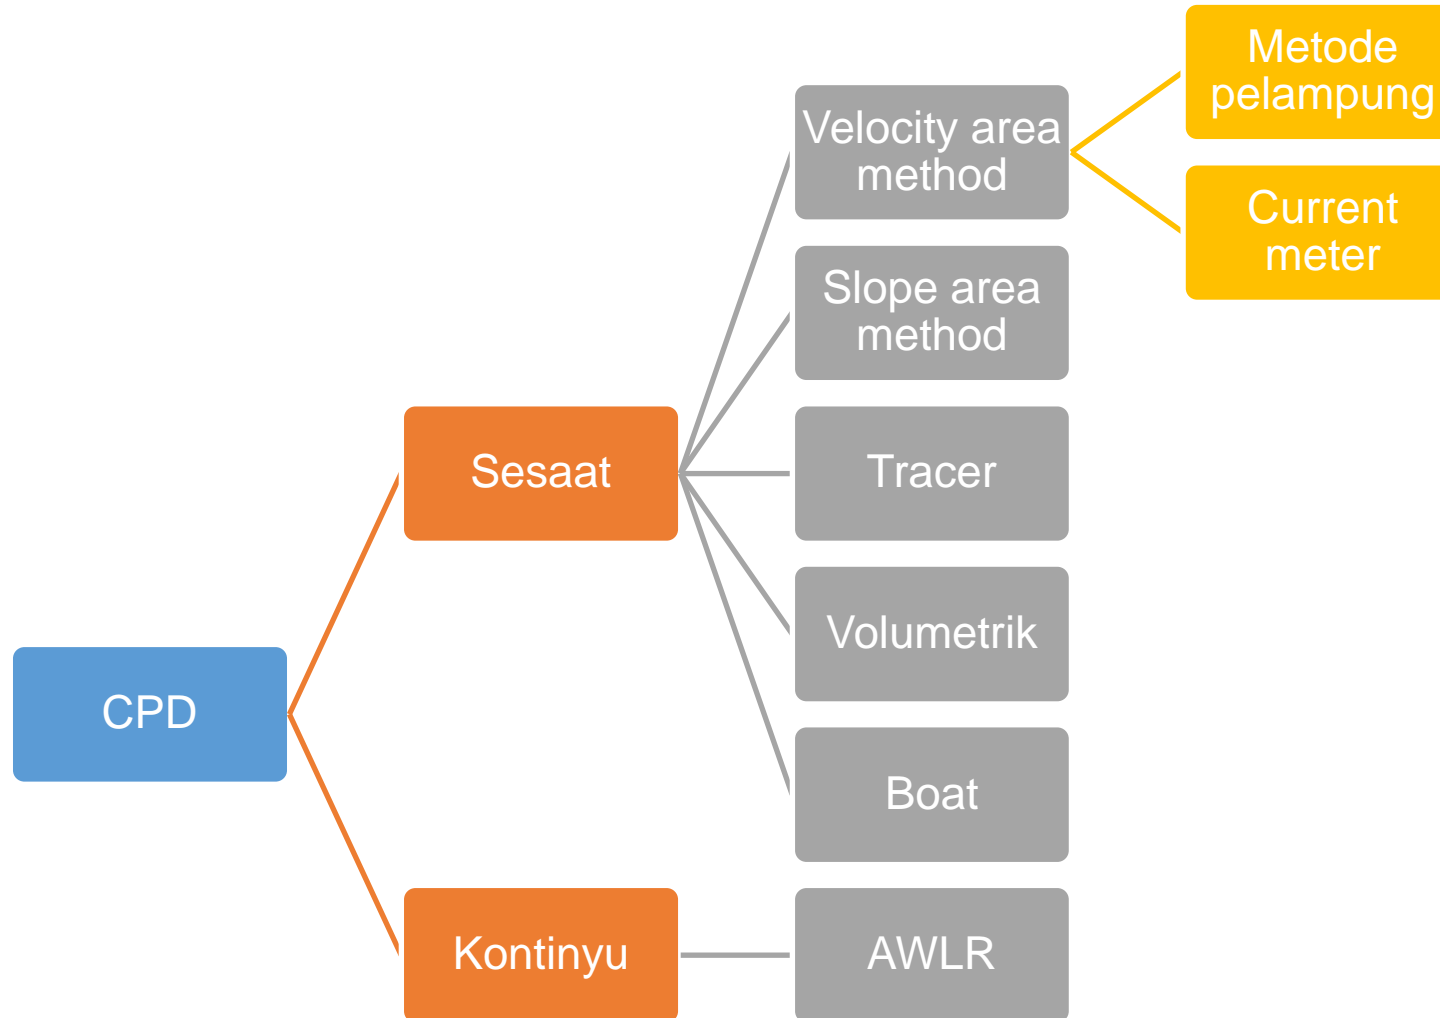 CPD
Sesaat
Kontinyu
Velocity area
method
Slope area
method
Tracer
Volumetrik
Boat
AWLR
Metode
pelampung
Current
meter